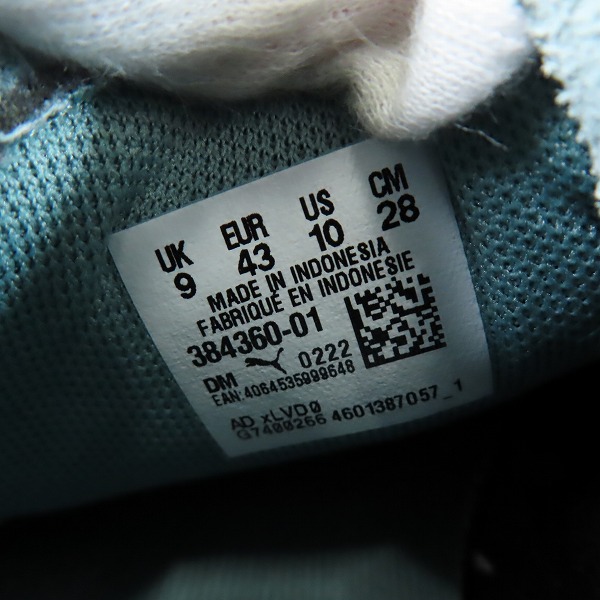 UK EUR US CM
9 43 10 28
MADE IN INDONESIA
FABRIQUÉ EN INDONÉSIE
384360-01
DM 0222
EAN:4064535999648
AD xLVD0
G7400266 4601387057_1